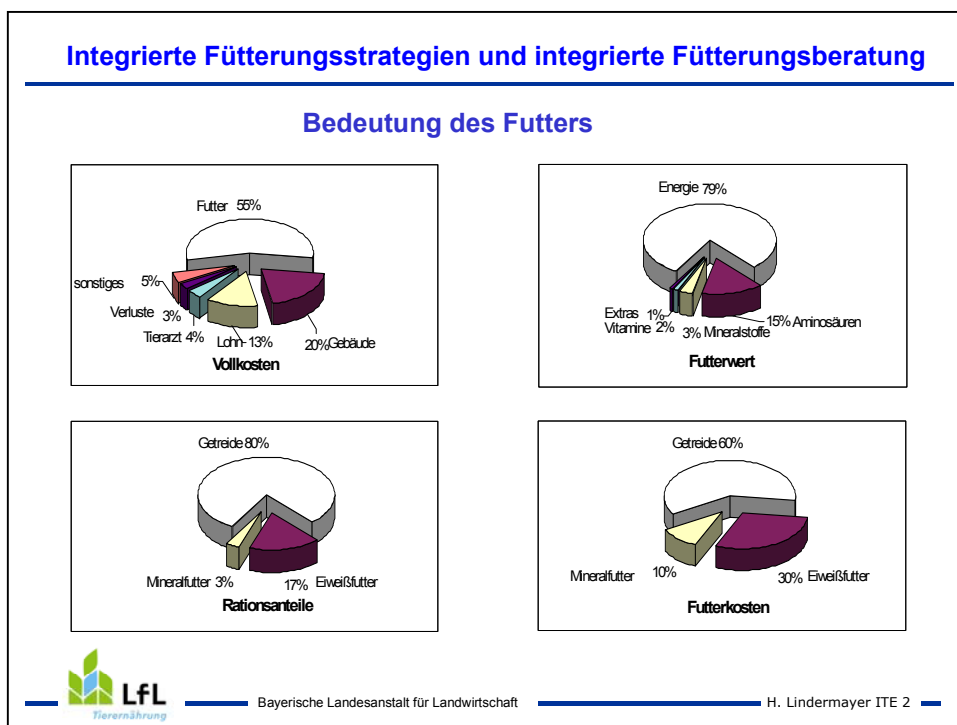 Integrierte Fütterungsstrategien und integrierte Fütterungsberatung
Bedeutung des Futters
Futter 55%
sonstiges 5%
Verluste 3%
Tierarzt 4%
Lohn- 13%
20% Gebäude
Vollkosten
Energie 79%
Extras 1%
Vitamine 2%
3% Mineralstoffe
15% Aminosäuren
Futterwert
Getreide 80%
Mineralfutter 3%
17% Eiweißfutter
Rationsanteile
Getreide 60%
Mineralfutter 10%
30% Eiweißfutter
Futterkosten
LfL
Tierernährung
Bayerische Landesanstalt für Landwirtschaft
H. Lindermayer ITE 2